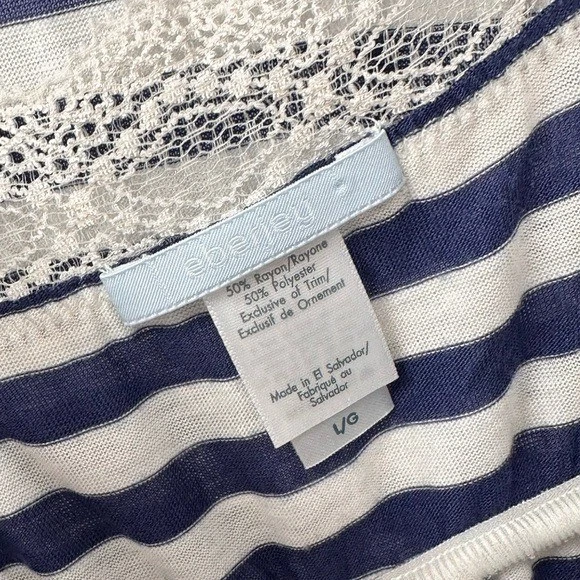 eberjey
50% Rayon/Rayone
50% Polyester
Exclusive of Trim/
Exclusif de Ornement
Made in El Salvador/
Fabriqué au
Salvador
L/G